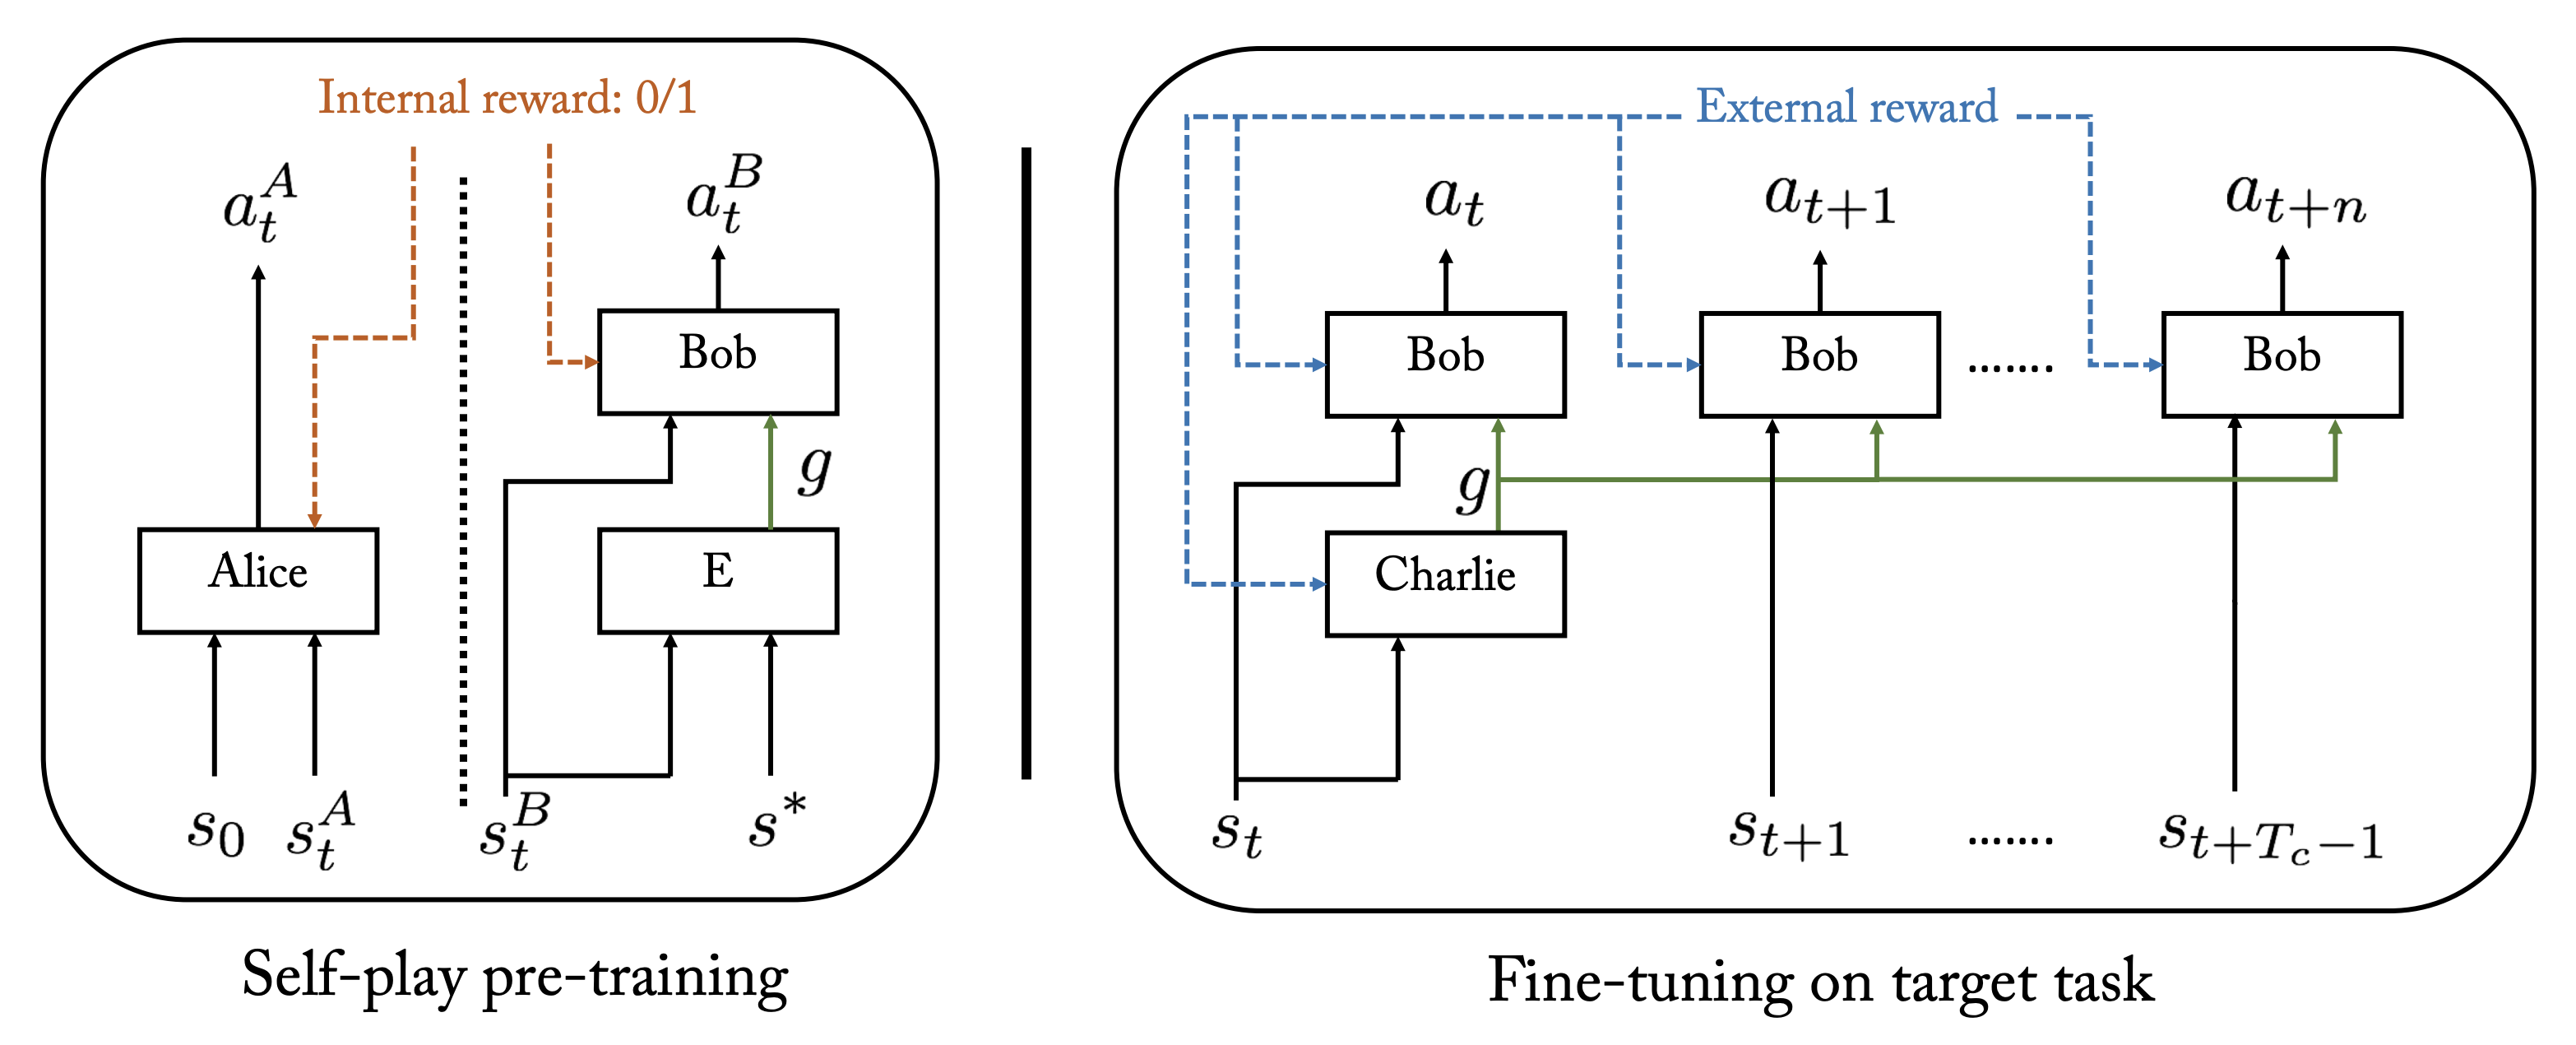 Internal reward: 0/1
a_t^A
a_t^B
Bob
g
Alice
E
s_0
s_t^A
s_t^B
s^*
Self-play pre-training
External reward
a_t
a_{t+1}
a_{t+n}
Bob
Bob
.......
Bob
g
Charlie
s_t
s_{t+1}
.......
s_{t+T_c-1}
Fine-tuning on target task